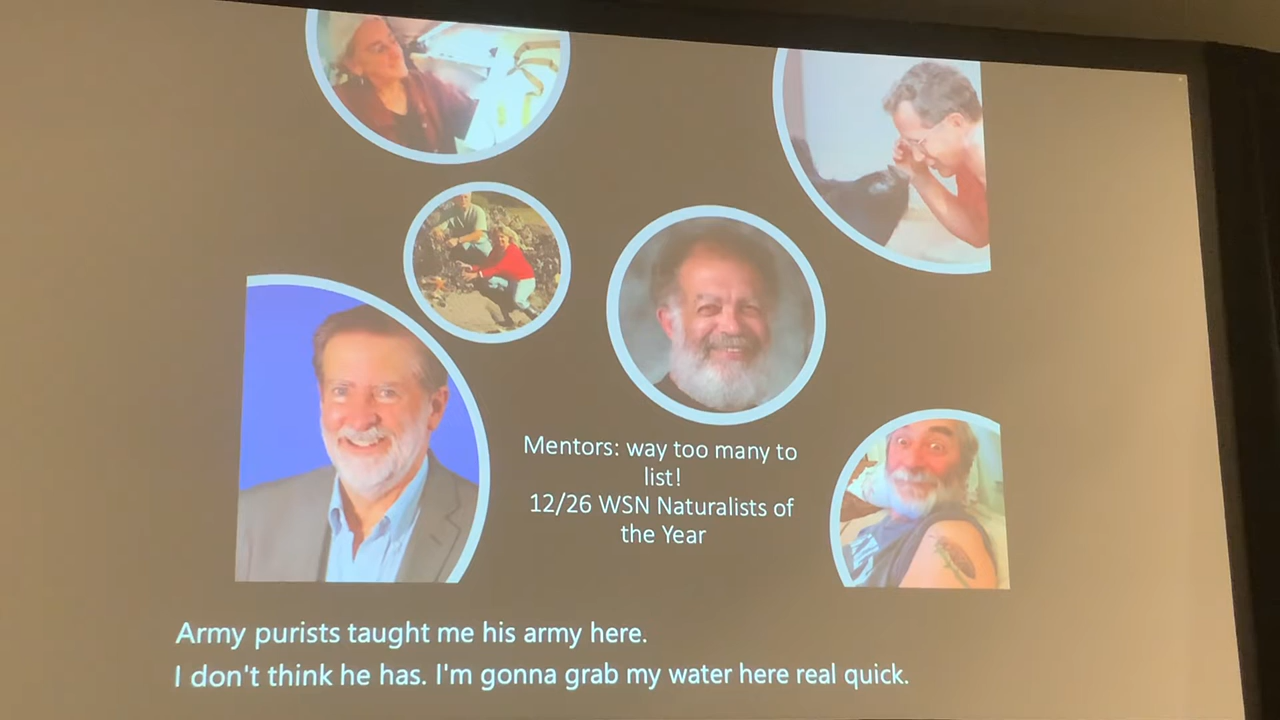 Mentors: way too many to
list!
12/26 WSN Naturalists of
the Year
Army purists taught me his army here.
I don't think he has. I'm gonna grab my water here real quick.